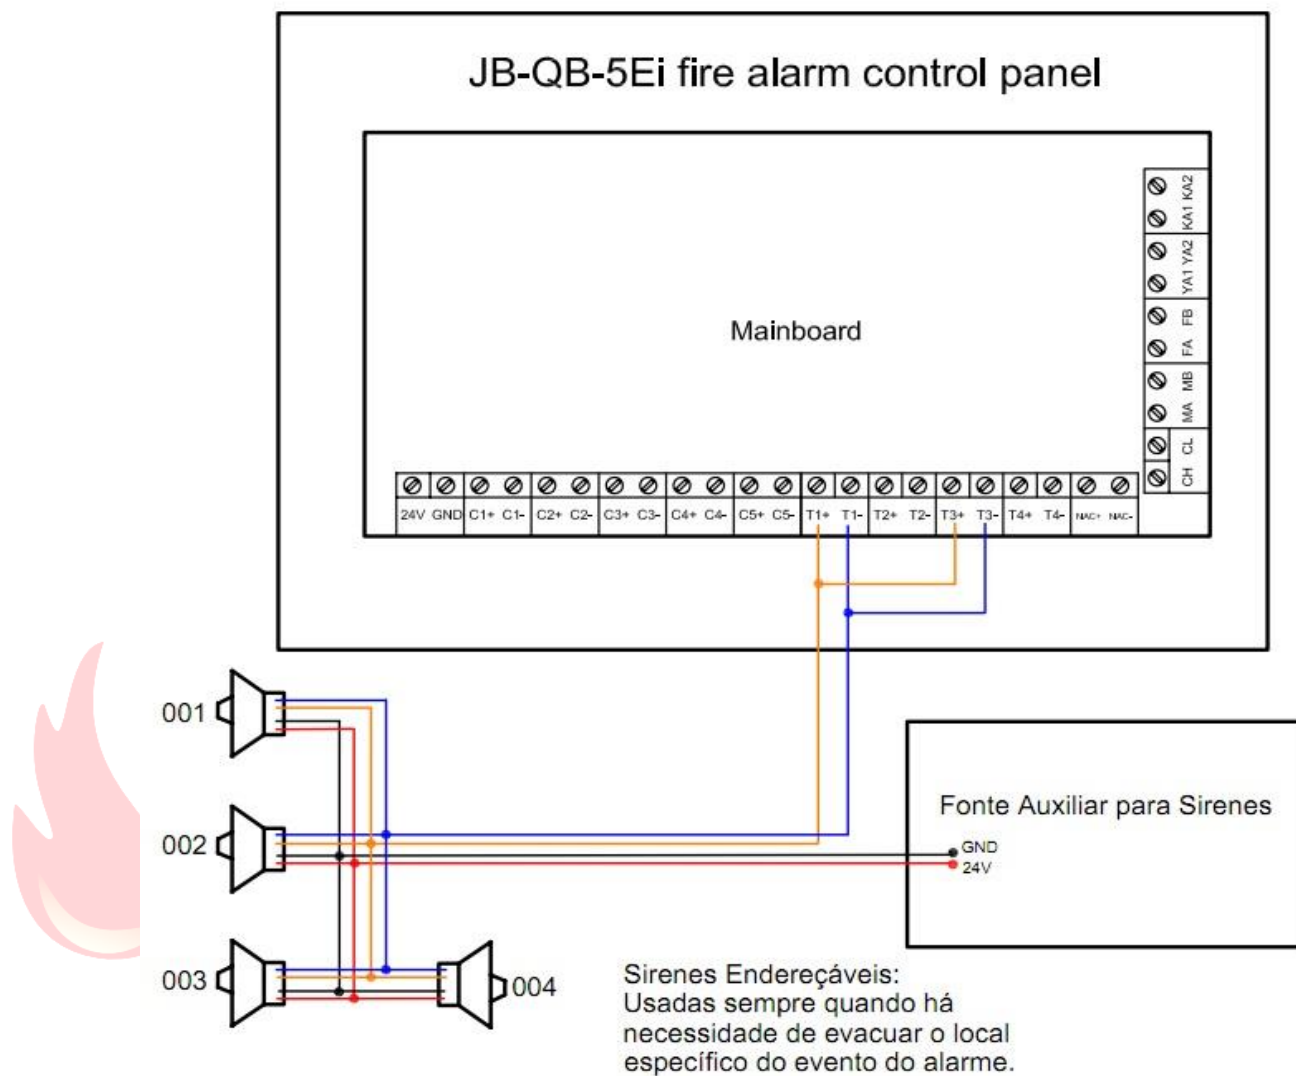 JB-QB-5Ei fire alarm control panel
KA1 KA2
YA1 YA2
FA FB
MA MB
CL
CH
Mainboard
24V GND C1+ C1- C2+ C2- C3+ C3- C4+ C4- C5+ C5- T1+ T1- T2+ T2- T3+ T3- T4+ T4- NAC+ NAC-
001
002
003
004
Fonte Auxiliar para Sirenes
GND
24V
Sirenes Endereçáveis:
Usadas sempre quando há
necessidade de evacuar o local
específico do evento do alarme.